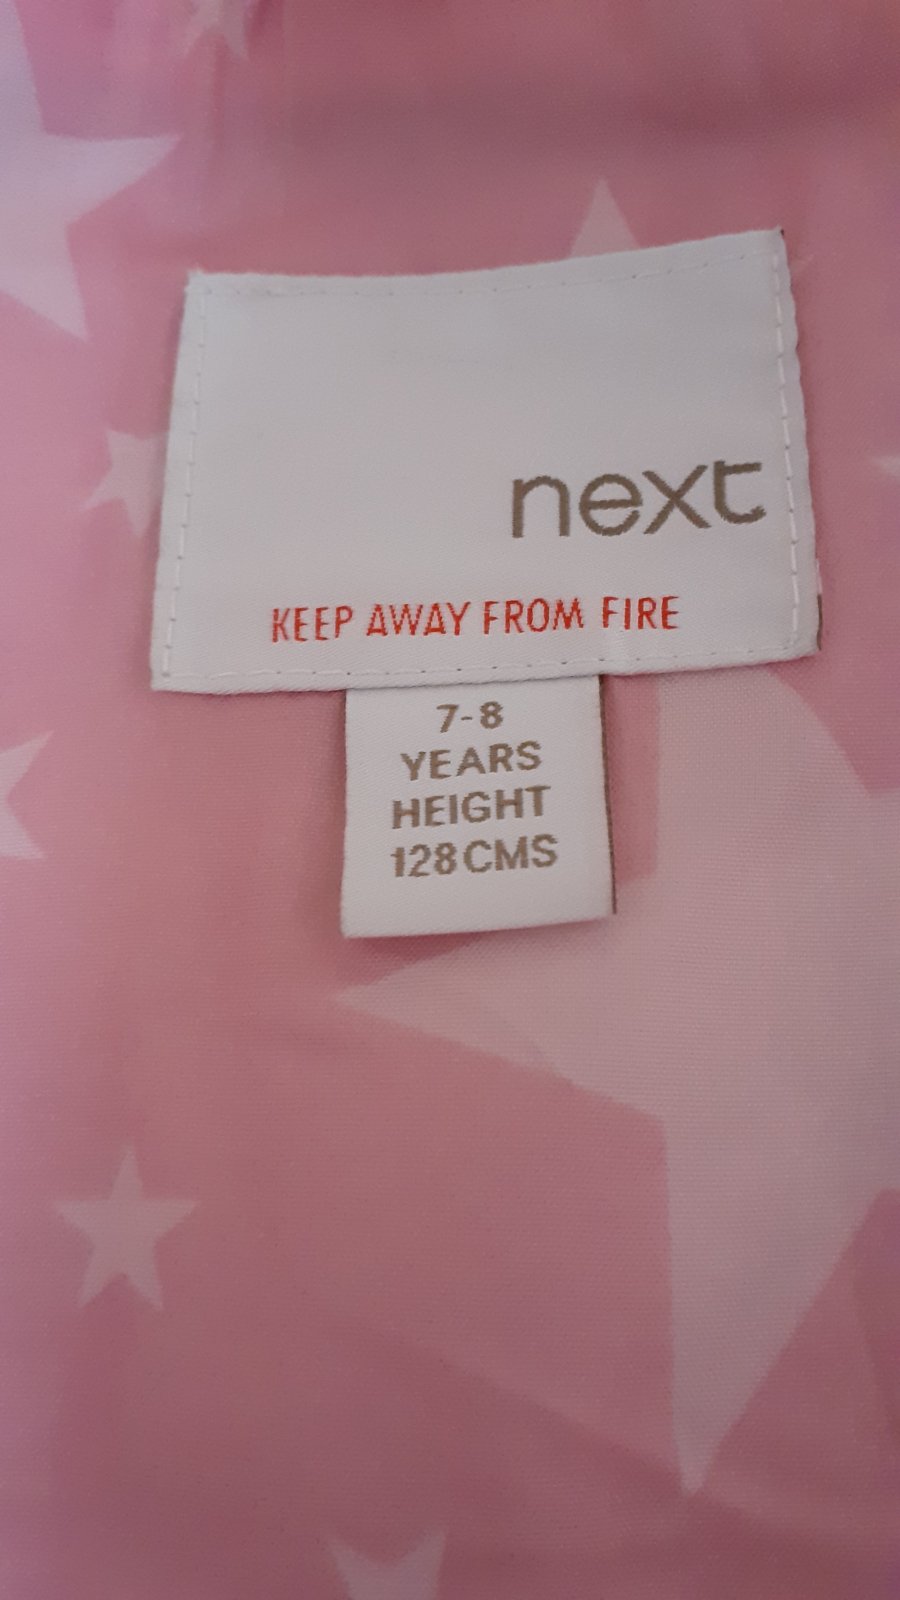 next
KEEP AWAY FROM FIRE
7-8
YEARS
HEIGHT
128CMS